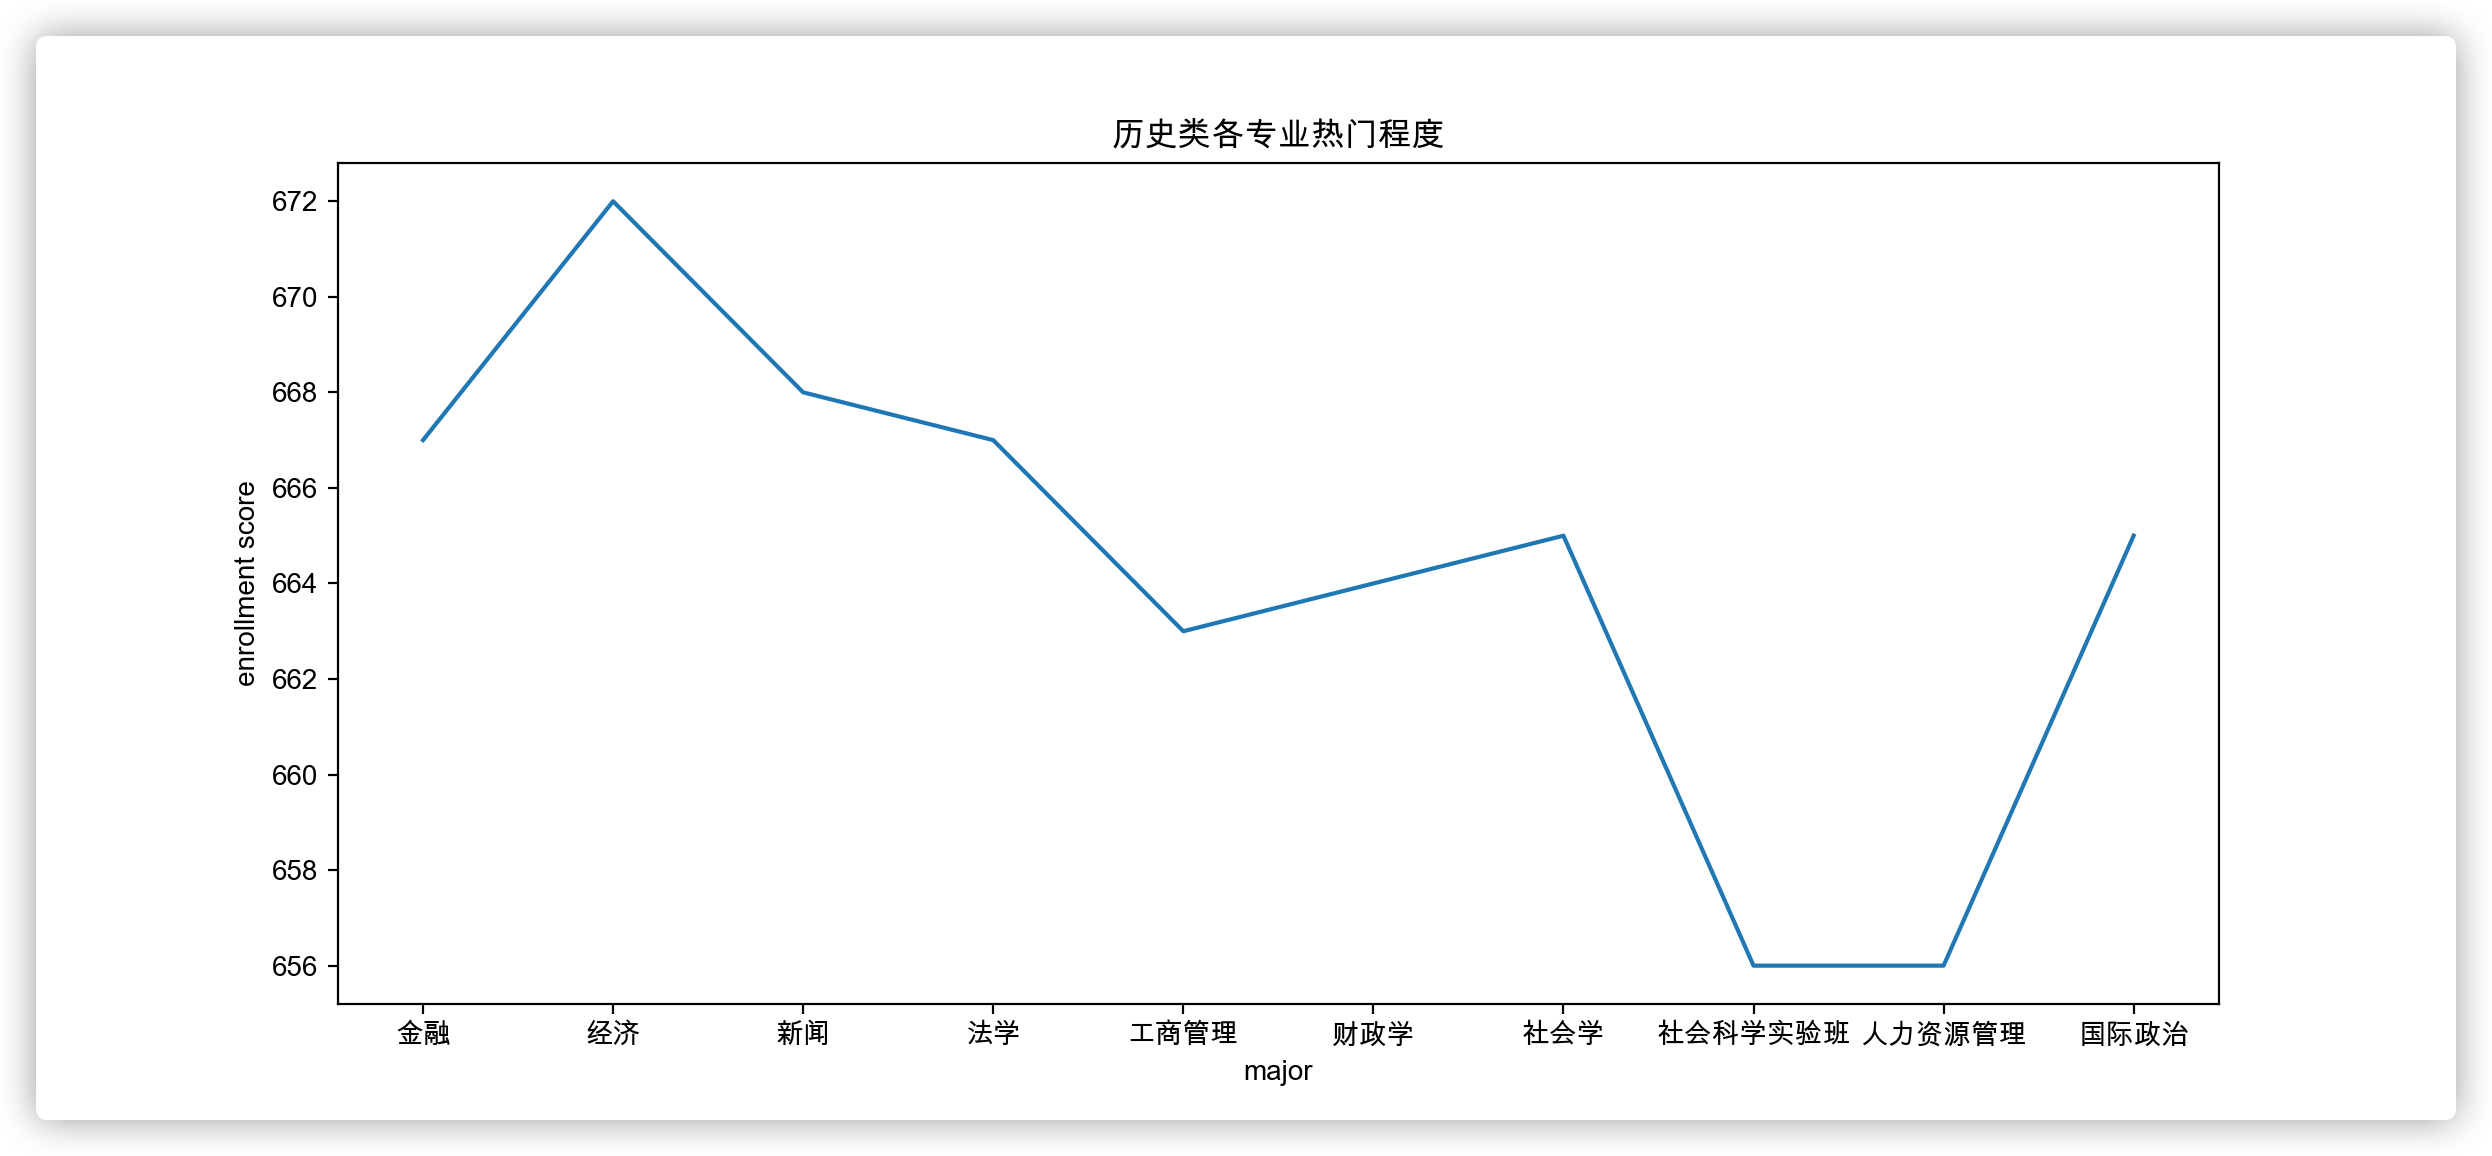 历史类各专业热门程度
672
670
668
666
664
662
660
658
656
enrollment score
金融 经济 新闻 法学 工商管理 财政学 社会学 社会科学实验班 人力资源管理 国际政治
major